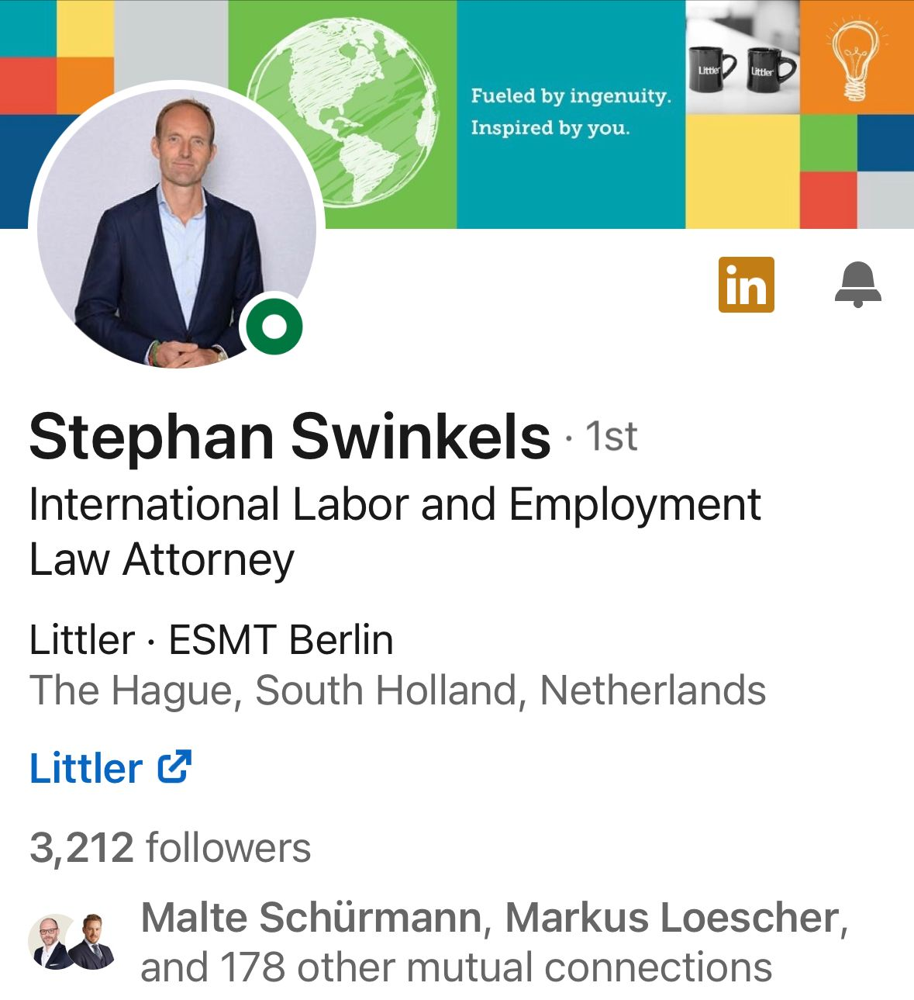 Fueled by ingenuity.
Inspired by you.
Littler
Littler
in
Stephan Swinkels · 1st
International Labor and Employment
Law Attorney
Littler · ESMT Berlin
The Hague, South Holland, Netherlands
Littler
3,212 followers
Malte Schürmann, Markus Loescher,
and 178 other mutual connections